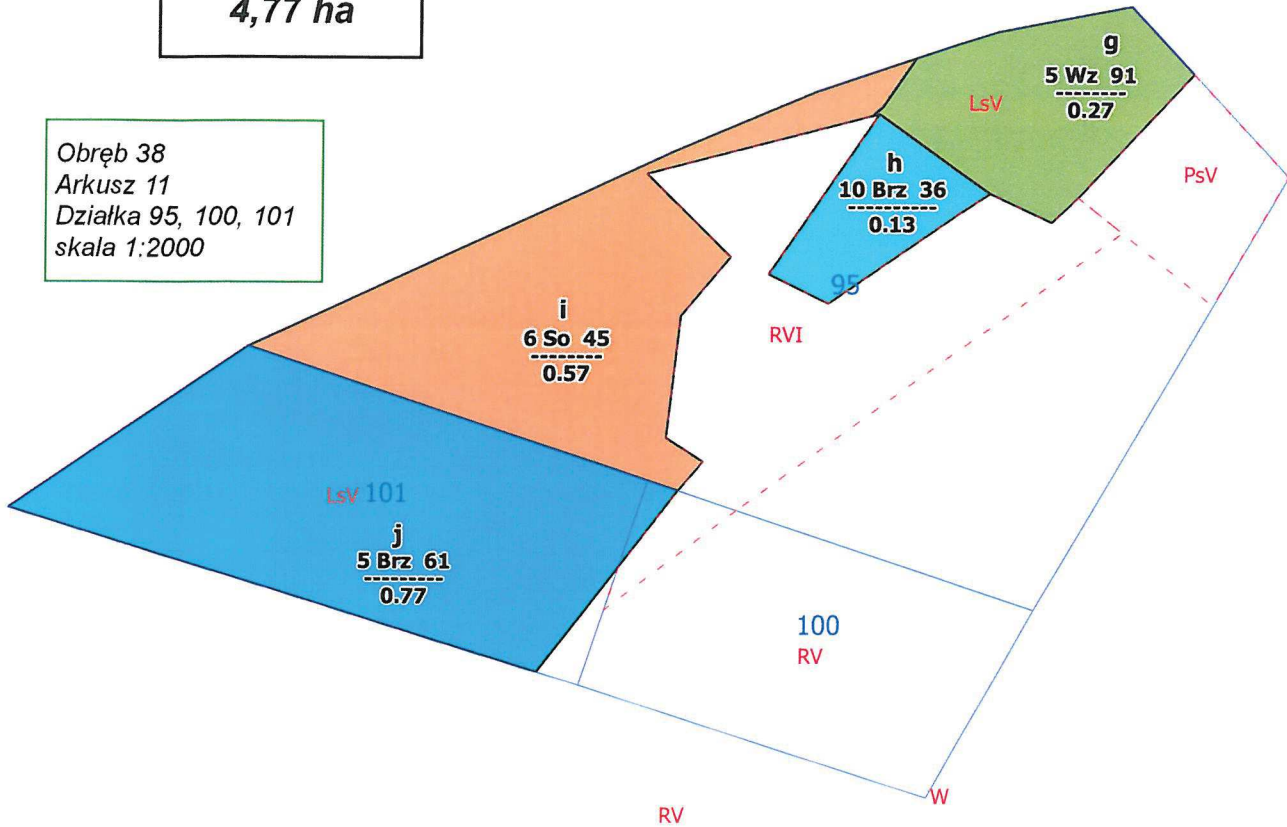 4,77 ha
Obręb 38
Arkusz 11
Działka 95, 100, 101
skala 1:2000
g
5 Wz 91
--------
0.27
LsV
PsV
h
10 Brz 36
----------
0.13
95
RVI
i
6 So 45
--------
0.57
LsV 101
j
5 Brz 61
---------
0.77
100
RV
W
RV